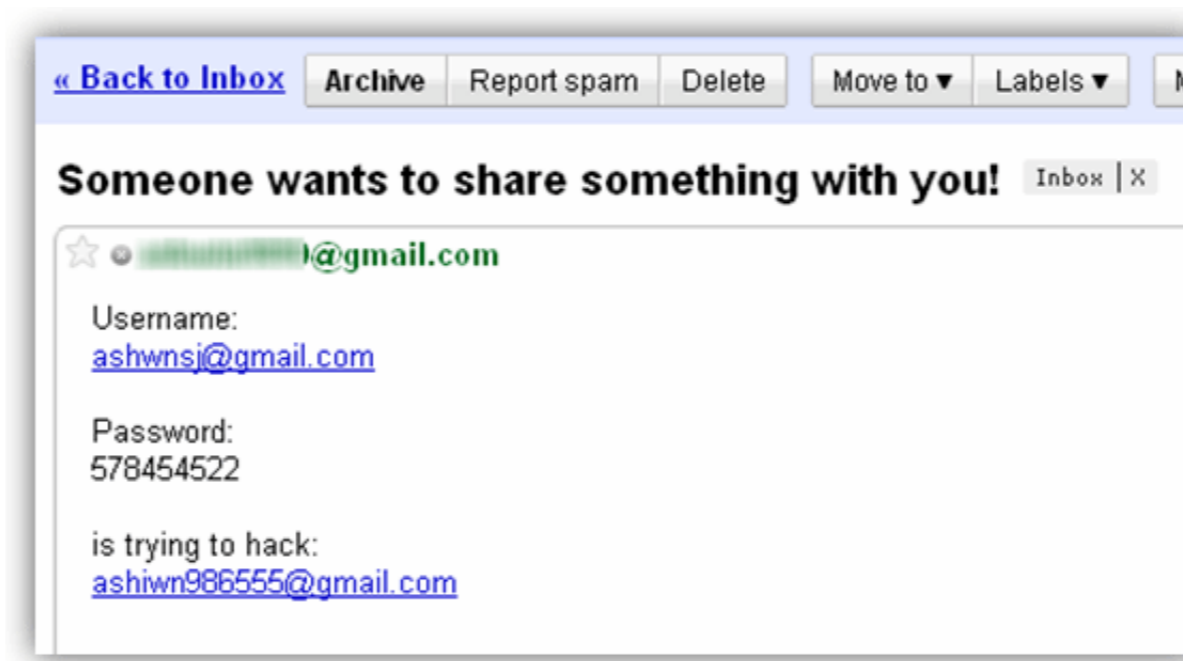 « Back to Inbox Archive Report spam Delete Move to ▼ Labels ▼
Someone wants to share something with you! Inbox | X
@gmail.com
Username:
ashwnsj@gmail.com
Password:
578454522
is trying to hack:
ashiwn986555@gmail.com